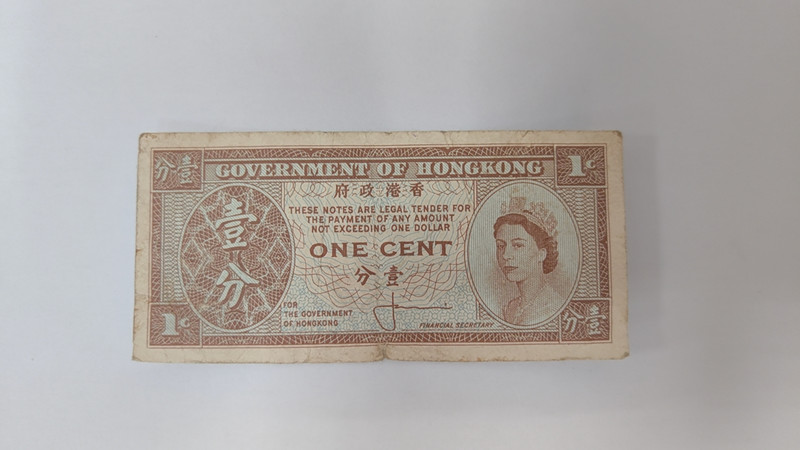 分壹 GOVERNMENT OF HONGKONG 1C
府政港香
THESE NOTES ARE LEGAL TENDER FOR
THE PAYMENT OF ANY AMOUNT
NOT EXCEEDING ONE DOLLAR
ONE CENT
分壹
壹
分
FOR
THE GOVERNMENT
OF HONGKONG
FINANCIAL SECRETARY
1C
分壹